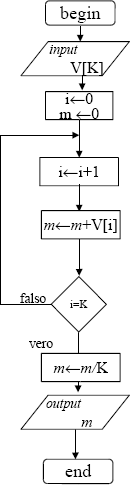 begin
input
V[K]
i←0
m ←0
i←i+1
m←m+V[i]
i=K
falso
vero
m←m/K
output
m
end